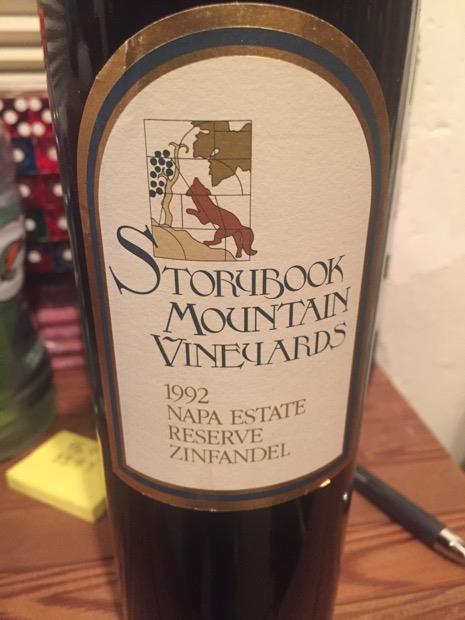 STORYBOOK
MOUNTAIN
VINEYARDS
1992
NAPA ESTATE
RESERVE
ZINFANDEL